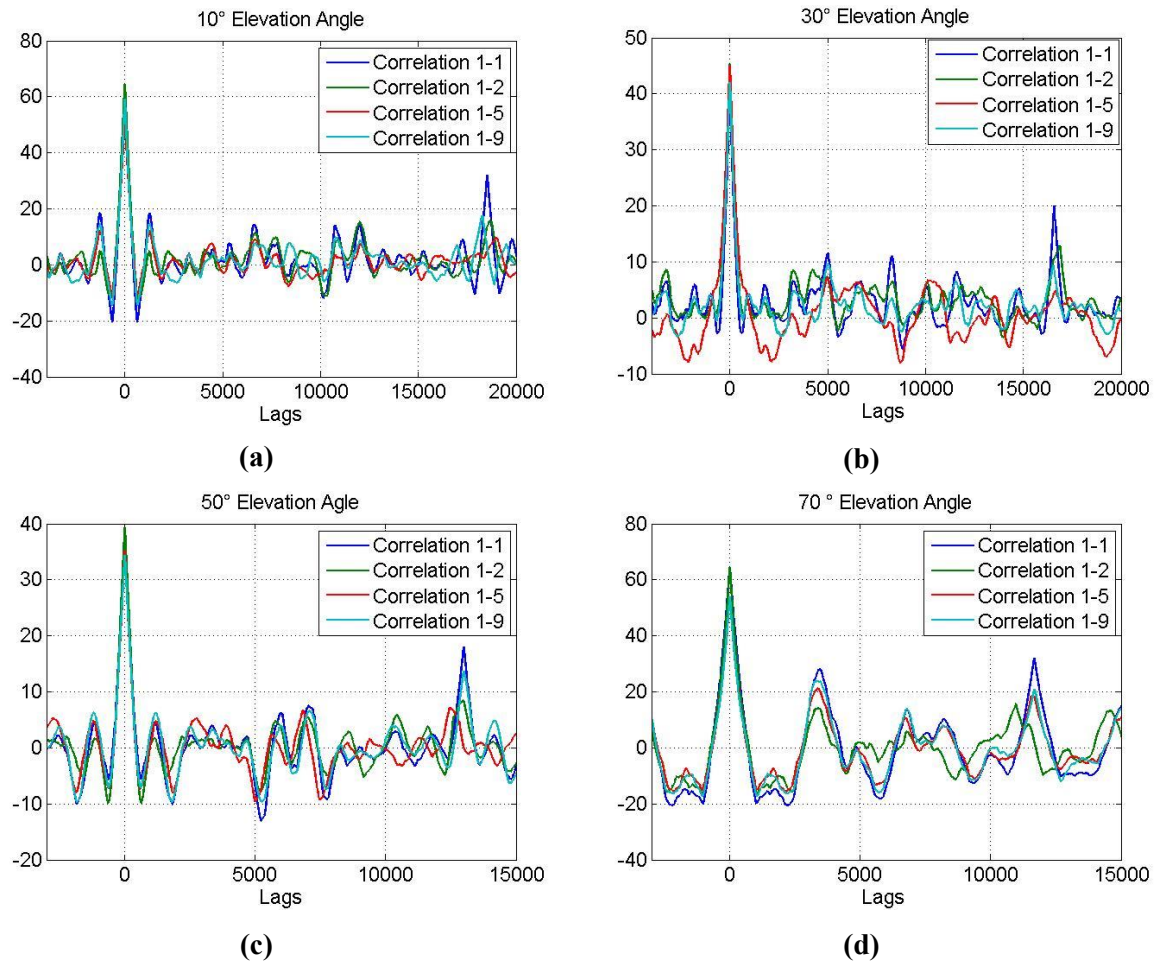 10° Elevation Angle
80
60
40
20
0
-20
-40
0
5000
10000
15000
20000
Lags
Correlation 1-1
Correlation 1-2
Correlation 1-5
Correlation 1-9
(a)
30° Elevation Angle
50
40
30
20
10
0
-10
0
5000
10000
15000
20000
Lags
Correlation 1-1
Correlation 1-2
Correlation 1-5
Correlation 1-9
(b)
50° Elevation Agle
40
30
20
10
0
-10
-20
0
5000
10000
15000
Lags
Correlation 1-1
Correlation 1-2
Correlation 1-5
Correlation 1-9
(c)
70 ° Elevation Angle
80
60
40
20
0
-20
-40
0
5000
10000
15000
Lags
Correlation 1-1
Correlation 1-2
Correlation 1-5
Correlation 1-9
(d)